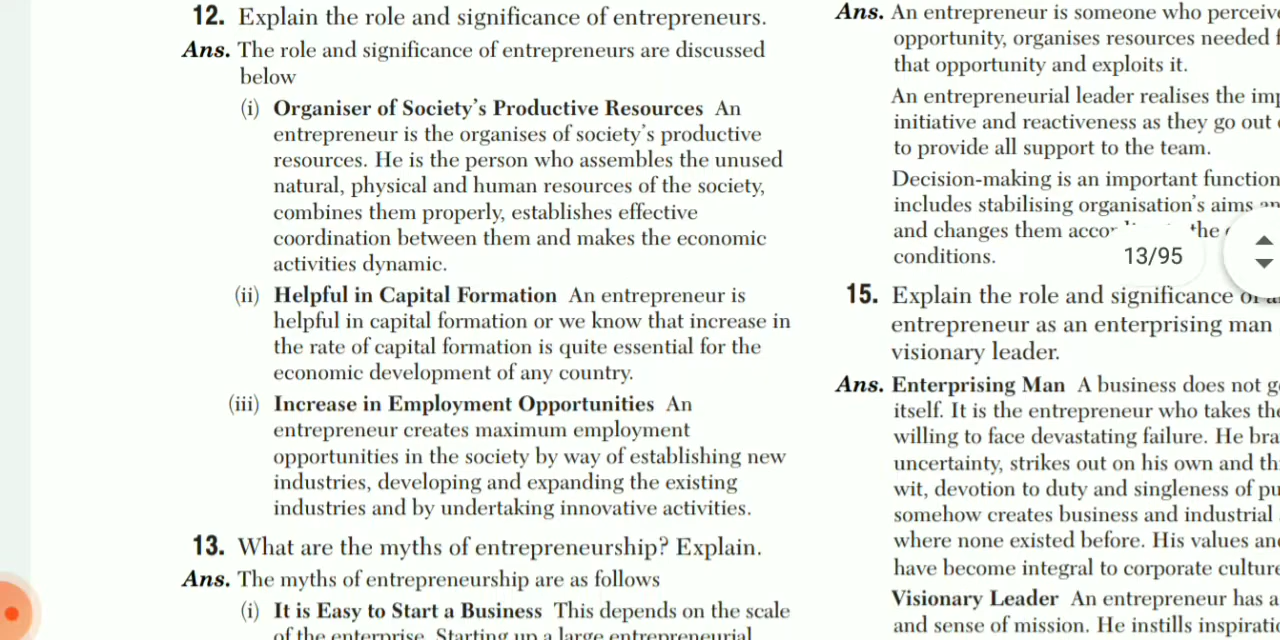 12. Explain the role and significance of entrepreneurs.
Ans. The role and significance of entrepreneurs are discussed
below
(i) Organiser of Society's Productive Resources An
entrepreneur is the organises of society's productive
resources. He is the person who assembles the unused
natural, physical and human resources of the society,
combines them properly, establishes effective
coordination between them and makes the economic
activities dynamic.
(ii) Helpful in Capital Formation An entrepreneur is
helpful in capital formation or we know that increase in
the rate of capital formation is quite essential for the
economic development of any country.
(iii) Increase in Employment Opportunities An
entrepreneur creates maximum employment
opportunities in the society by way of establishing new
industries, developing and expanding the existing
industries and by undertaking innovative activities.
13. What are the myths of entrepreneurship? Explain.
Ans. The myths of entrepreneurship are as follows
(i) It is Easy to Start a Business This depends on the scale
of the enterprise. Starting up a large entrepreneurial
Ans. An entrepreneur is someone who
opportunity, organises resources needed
that opportunity and exploits it.
An entrepreneurial leader realises the
initiative and reactiveness as they go out
to provide all support to the team.
Decision-making is an important function
includes stabilising organisation's aims
and changes them the
conditions.
13/95
15. Explain the role and significance of
entrepreneur as an enterprising man
visionary leader.
Ans. Enterprising Man A business does not
itself. It is the entrepreneur who takes
willing to face devastating failure. He
uncertainty, strikes out on his own and
wit, devotion to duty and singleness of
somehow creates business and industrial
where none existed before. His values
have become integral to corporate culture
Visionary Leader An entrepreneur has a
and sense of mission. He instills